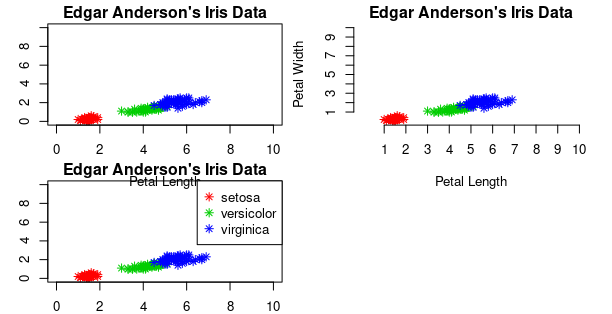 Edgar Anderson's Iris Data
8
6
4
2
0
0 2 4 6 8 10
Petal Length
Edgar Anderson's Iris Data
Petal Width
9
7
5
3
1
1 2 3 4 5 6 7 8 9 10
Petal Length
Edgar Anderson's Iris Data
8
6
4
2
0
setosa
versicolor
virginica
0 2 4 6 8 10